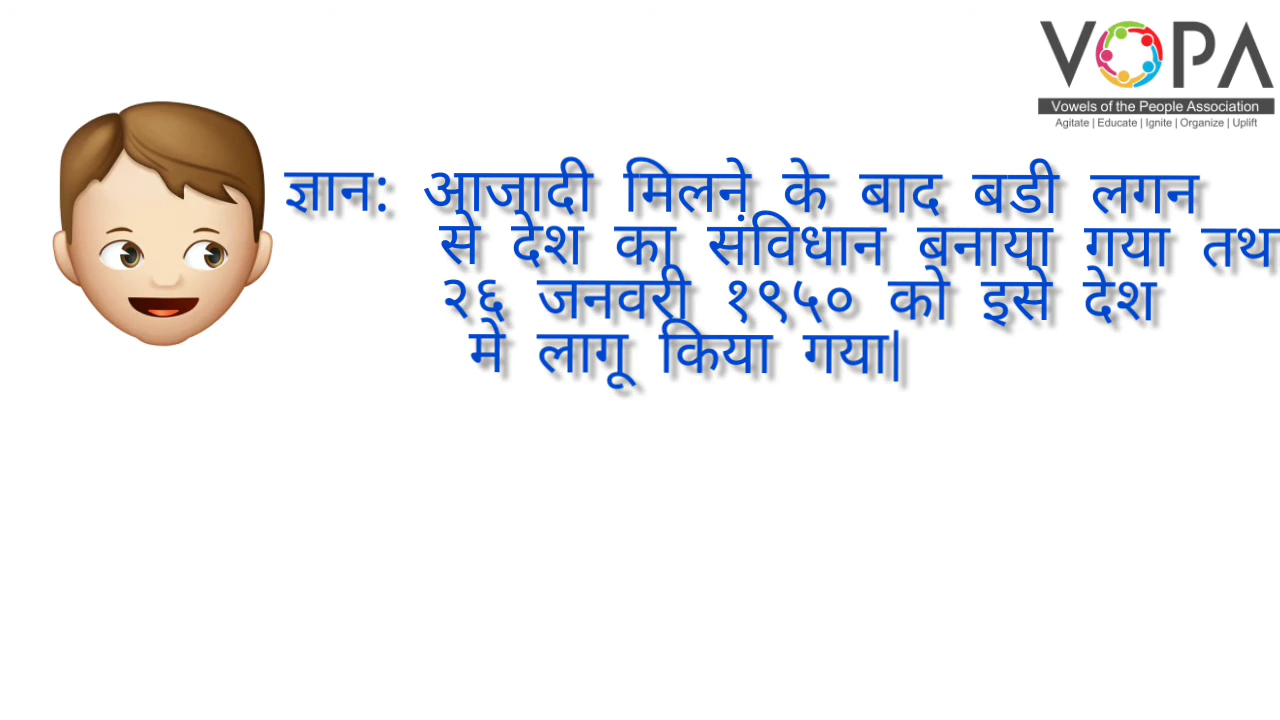 VOPA
Vowels of the People Association
Agitate | Educate | Ignite | Organize | Uplift
ज्ञान: आजादी मिलने के बाद बडी लगन
से देश का संविधान बनाया गया तथ
२६ जनवरी १९५० को इसे देश
मे लागू किया गया|